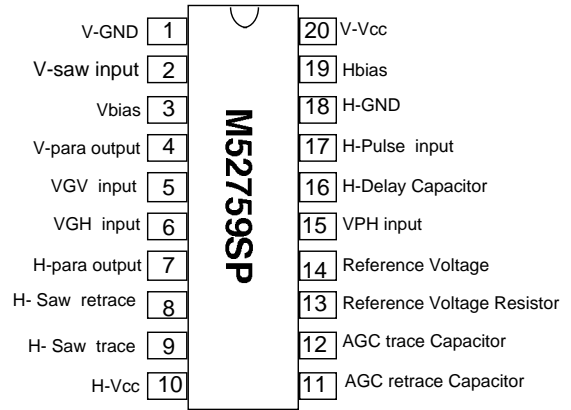 V-GND 1 20 V-Vcc
V-saw input 2 19 Hbias
Vbias 3 18 H-GND
V-para output 4 17 H-Pulse input
VGV input 5 16 H-Delay Capacitor
VGH input 6 15 VPH input
H-para output 7 14 Reference Voltage
H- Saw retrace 8 13 Reference Voltage Resistor
H- Saw trace 9 12 AGC trace Capacitor
H-Vcc 10 11 AGC retrace Capacitor
M52759SP